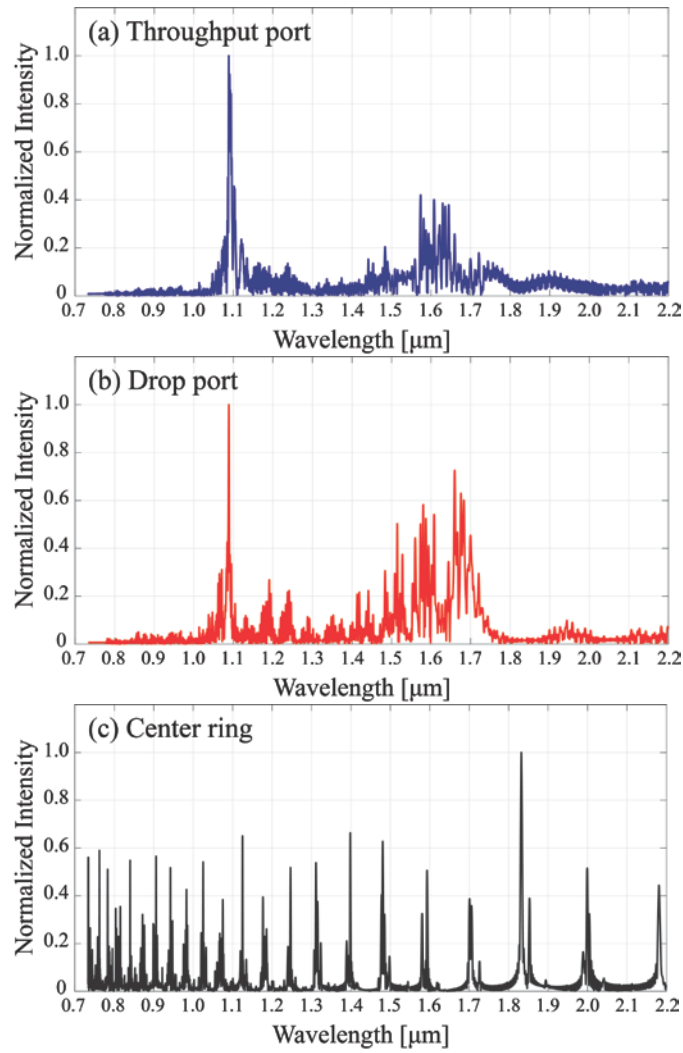 (a) Throughput port
Normalized Intensity
1.0
0.8
0.6
0.4
0.2
0
0.7 0.8 0.9 1.0 1.1 1.2 1.3 1.4 1.5 1.6 1.7 1.8 1.9 2.0 2.1 2.2
Wavelength [μm]
(b) Drop port
Normalized Intensity
1.0
0.8
0.6
0.4
0.2
0
0.7 0.8 0.9 1.0 1.1 1.2 1.3 1.4 1.5 1.6 1.7 1.8 1.9 2.0 2.1 2.2
Wavelength [μm]
(c) Center ring
Normalized Intensity
1.0
0.8
0.6
0.4
0.2
0
0.7 0.8 0.9 1.0 1.1 1.2 1.3 1.4 1.5 1.6 1.7 1.8 1.9 2.0 2.1 2.2
Wavelength [μm]